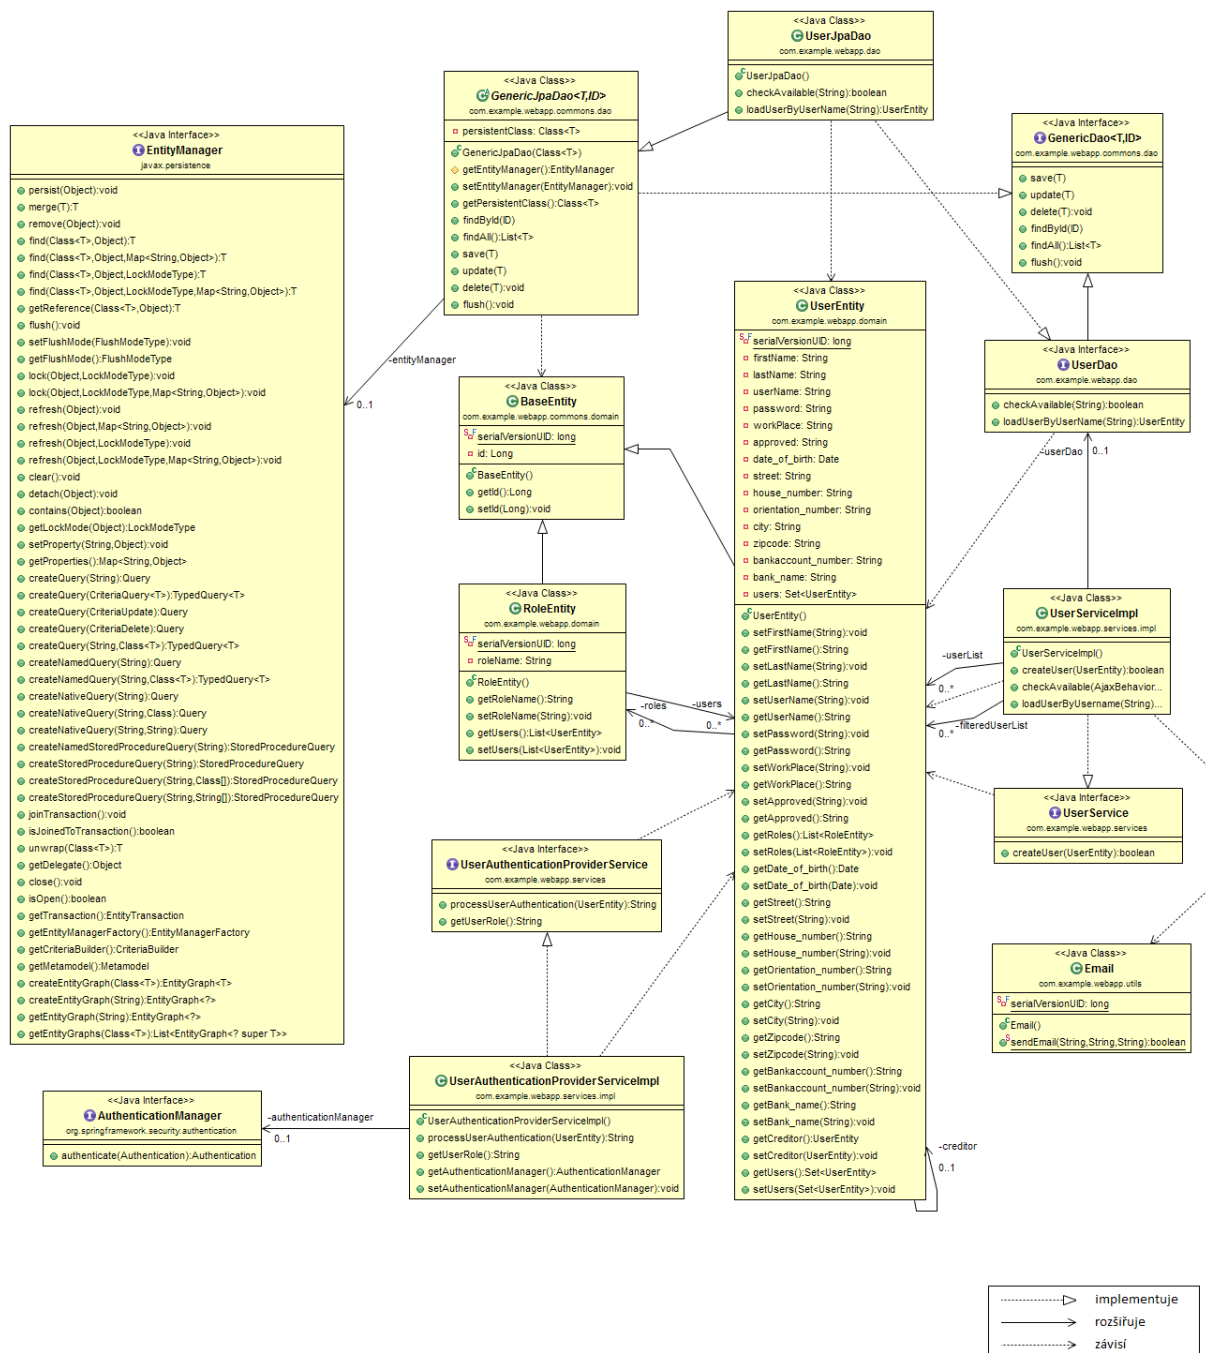 <<Java Class>>
UserJpaDao
com.example.webapp.dao
UserJpaDao()
checkAvailable(String):boolean
loadUserByUserName(String):UserEntity
<<Java Class>>
GenericJpaDao<T,ID>
com.example.webapp.commons.dao
persistentClass: Class<T>
GenericJpaDao(Class<T>)
getEntityManager():EntityManager
setEntityManager(EntityManager):void
getPersistentClass():Class<T>
findById(ID)
findAll():List<T>
save(T)
update(T)
delete(T):void
flush():void
<<Java Interface>>
GenericDao<T,ID>
com.example.webapp.commons.dao
save(T)
update(T)
delete(T):void
findById(ID)
findAll():List<T>
flush():void
<<Java Interface>>
EntityManager
javax.persistence
persist(Object):void
merge(T):T
remove(Object):void
find(Class<T>,Object):T
find(Class<T>,Object,Map<String,Object>):T
find(Class<T>,Object,LockModeType):T
find(Class<T>,Object,LockModeType,Map<String,Object>):T
getReference(Class<T>,Object):T
flush():void
setFlushMode(FlushModeType):void
getFlushMode():FlushModeType
lock(Object,LockModeType):void
lock(Object,LockModeType,Map<String,Object>):void
refresh(Object):void
refresh(Object,Map<String,Object>):void
refresh(Object,LockModeType):void
refresh(Object,LockModeType,Map<String,Object>):void
clear():void
detach(Object):void
contains(Object):boolean
getLockMode(Object):LockModeType
setProperty(String,Object):void
getProperties():Map<String,Object>
createQuery(String):Query
createQuery(CriteriaQuery<T>):TypedQuery<T>
createQuery(CriteriaUpdate):Query
createQuery(CriteriaDelete):Query
createQuery(String,Class<T>):TypedQuery<T>
createNamedQuery(String):Query
createNamedQuery(String,Class<T>):TypedQuery<T>
createNativeQuery(String):Query
createNativeQuery(String,Class):Query
createNativeQuery(String,String):Query
createNamedStoredProcedureQuery(String):StoredProcedureQuery
createStoredProcedureQuery(String):StoredProcedureQuery
createStoredProcedureQuery(String,Class[]):StoredProcedureQuery
createStoredProcedureQuery(String,String[]):StoredProcedureQuery
joinTransaction():void
isJoinedToTransaction():boolean
unwrap(Class<T>):T
getDelegate():Object
close():void
isOpen():boolean
getTransaction():EntityTransaction
getEntityManagerFactory():EntityManagerFactory
getCriteriaBuilder():CriteriaBuilder
getMetamodel():Metamodel
createEntityGraph(Class<T>):EntityGraph<T>
createEntityGraph(String):EntityGraph<?>
getEntityGraph(String):EntityGraph<?>
getEntityGraphs(Class<T>):List<EntityGraph<? super T>>
-entityManager
0..1
<<Java Class>>
BaseEntity
com.example.webapp.commons.domain
serialVersionUID: long
id: Long
BaseEntity()
getId():Long
setId(Long):void
<<Java Class>>
RoleEntity
com.example.webapp.domain
serialVersionUID: long
roleName: String
RoleEntity()
getRoleName():String
setRoleName(String):void
getUsers():List<UserEntity>
setUsers(List<UserEntity>):void
-roles
0..*
-users
0..*
<<Java Class>>
UserEntity
com.example.webapp.domain
serialVersionUID: long
firstName: String
lastName: String
userName: String
password: String
workPlace: String
approved: String
date_of_birth: Date
street: String
house_number: String
orientation_number: String
city: String
zipcode: String
bankaccount_number: String
bank_name: String
users: Set<UserEntity>
UserEntity()
setFirstName(String):void
getFirstName():String
setLastName(String):void
getLastName():String
setUserName(String):void
getUserName():String
setPassword(String):void
getPassword():String
setWorkPlace(String):void
getWorkPlace():String
setApproved(String):void
getApproved():String
getRoles():List<RoleEntity>
setRoles(List<RoleEntity>):void
getDate_of_birth():Date
setDate_of_birth(Date):void
getStreet():String
setStreet(String):void
getHouse_number():String
setHouse_number(String):void
getOrientation_number():String
setOrientation_number(String):void
getCity():String
setCity(String):void
getZipcode():String
setZipcode(String):void
getBankaccount_number():String
setBankaccount_number(String):void
getBank_name():String
setBank_name(String):void
getCreditor():UserEntity
setCreditor(UserEntity):void
getUsers():Set<UserEntity>
setUsers(Set<UserEntity>):void
-creditor
0..1
<<Java Interface>>
UserDao
com.example.webapp.dao
checkAvailable(String):boolean
loadUserByUserName(String):UserEntity
-userDao
0..1
<<Java Class>>
UserServiceImpl
com.example.webapp.services.impl
UserServiceImpl()
createUser(UserEntity):boolean
checkAvailable(AjaxBehavior...
loadUserByUsername(String)...
-userList
0..*
-filteredUserList
0..*
<<Java Interface>>
UserService
com.example.webapp.services
createUser(UserEntity):boolean
<<Java Interface>>
UserAuthenticationProviderService
com.example.webapp.services
processUserAuthentication(UserEntity):String
getUserRole():String
<<Java Class>>
Email
com.example.webapp.utils
serialVersionUID: long
Email()
sendEmail(String,String,String):boolean
<<Java Class>>
UserAuthenticationProviderServiceImpl
com.example.webapp.services.impl
UserAuthenticationProviderServiceImpl()
processUserAuthentication(UserEntity):String
getUserRole():String
getAuthenticationManager():AuthenticationManager
setAuthenticationManager(AuthenticationManager):void
<<Java Interface>>
AuthenticationManager
org.springframework.security.authentication
authenticate(Authentication):Authentication
-authenticationManager
0..1
implementuje
rozšiřuje
závisí